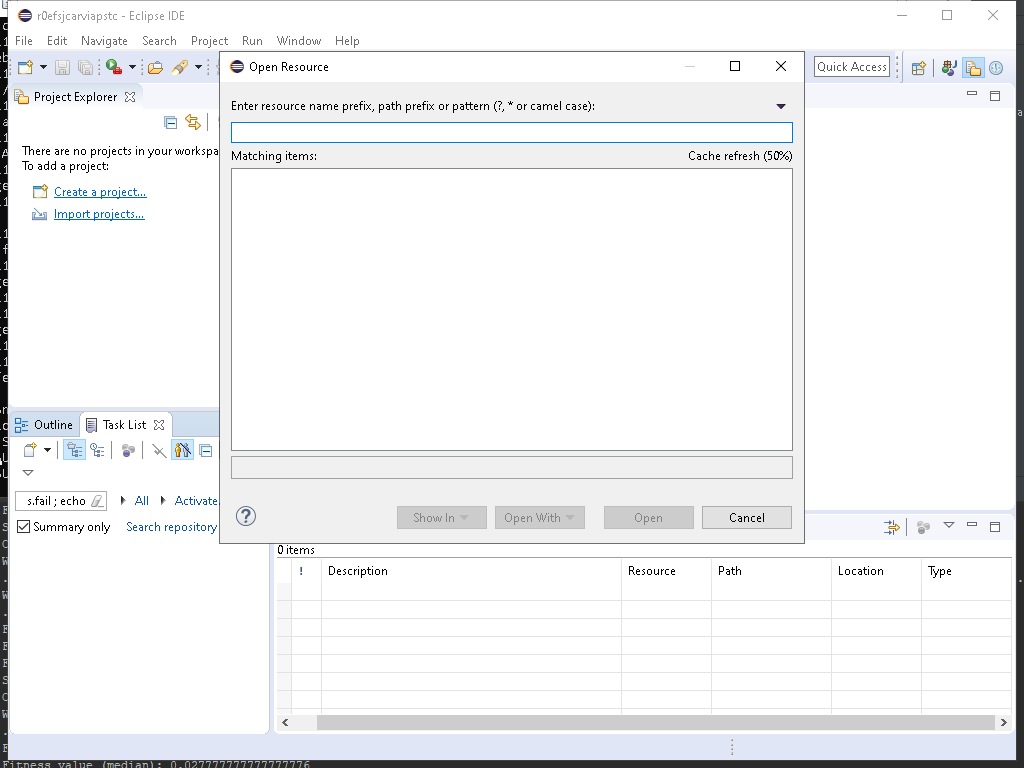 r0efsjcarviapstc - Eclipse IDE
File Edit Navigate Search Project Run Window Help
Open Resource
Quick Access
Project Explorer
Enter resource name prefix, path prefix or pattern (?, * or camel case):
There are no projects in your workspa
Matching items:
Cache refresh (50%)
To add a project:
Create a project...
Import projects...
Outline
Task List
s.fail ; echo
All
Activate
Show In
Open With
Open
Cancel
Summary only
Search repository
0 items
! Description Resource Path Location Type
Fitness value (median): 0.027777777777777776